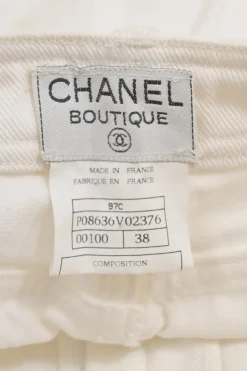 CHANEL
BOUTIQUE
MADE IN FRANCE
FABRIQUE EN FRANCE
97C
P08636V02376
00100 38
COMPOSITION